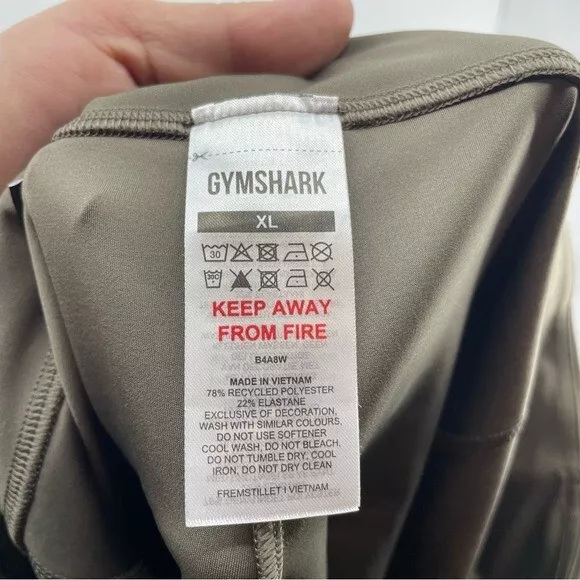 GYMSHARK
XL
30
30C
KEEP AWAY
FROM FIRE
B4A8W
MADE IN VIETNAM
78% RECYCLED POLYESTER
22% ELASTANE
EXCLUSIVE OF DECORATION,
WASH WITH SIMILAR COLOURS,
DO NOT USE SOFTENER
COOL WASH, DO NOT BLEACH,
DO NOT TUMBLE DRY, COOL
IRON, DO NOT DRY CLEAN
FREMSTILLET I VIETNAM